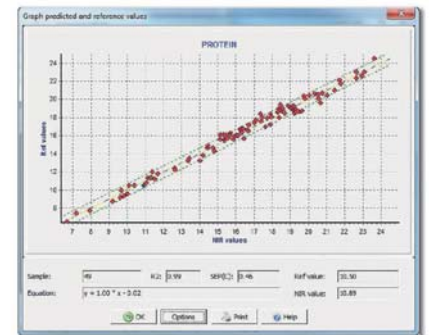 Graph predicted and reference values
PROTEIN
24
22
20
18
16
14
12
10
8
Ref values
7 8 9 10 11 12 13 14 15 16 17 18 19 20 21 22 23 24
NIR values
Sample: 49 R2: 0.99 SEP(C): 0.46 Ref value: 10.50
Equation: y = 1.00 * x - 0.02 NIR value: 10.89
OK Options Print Help